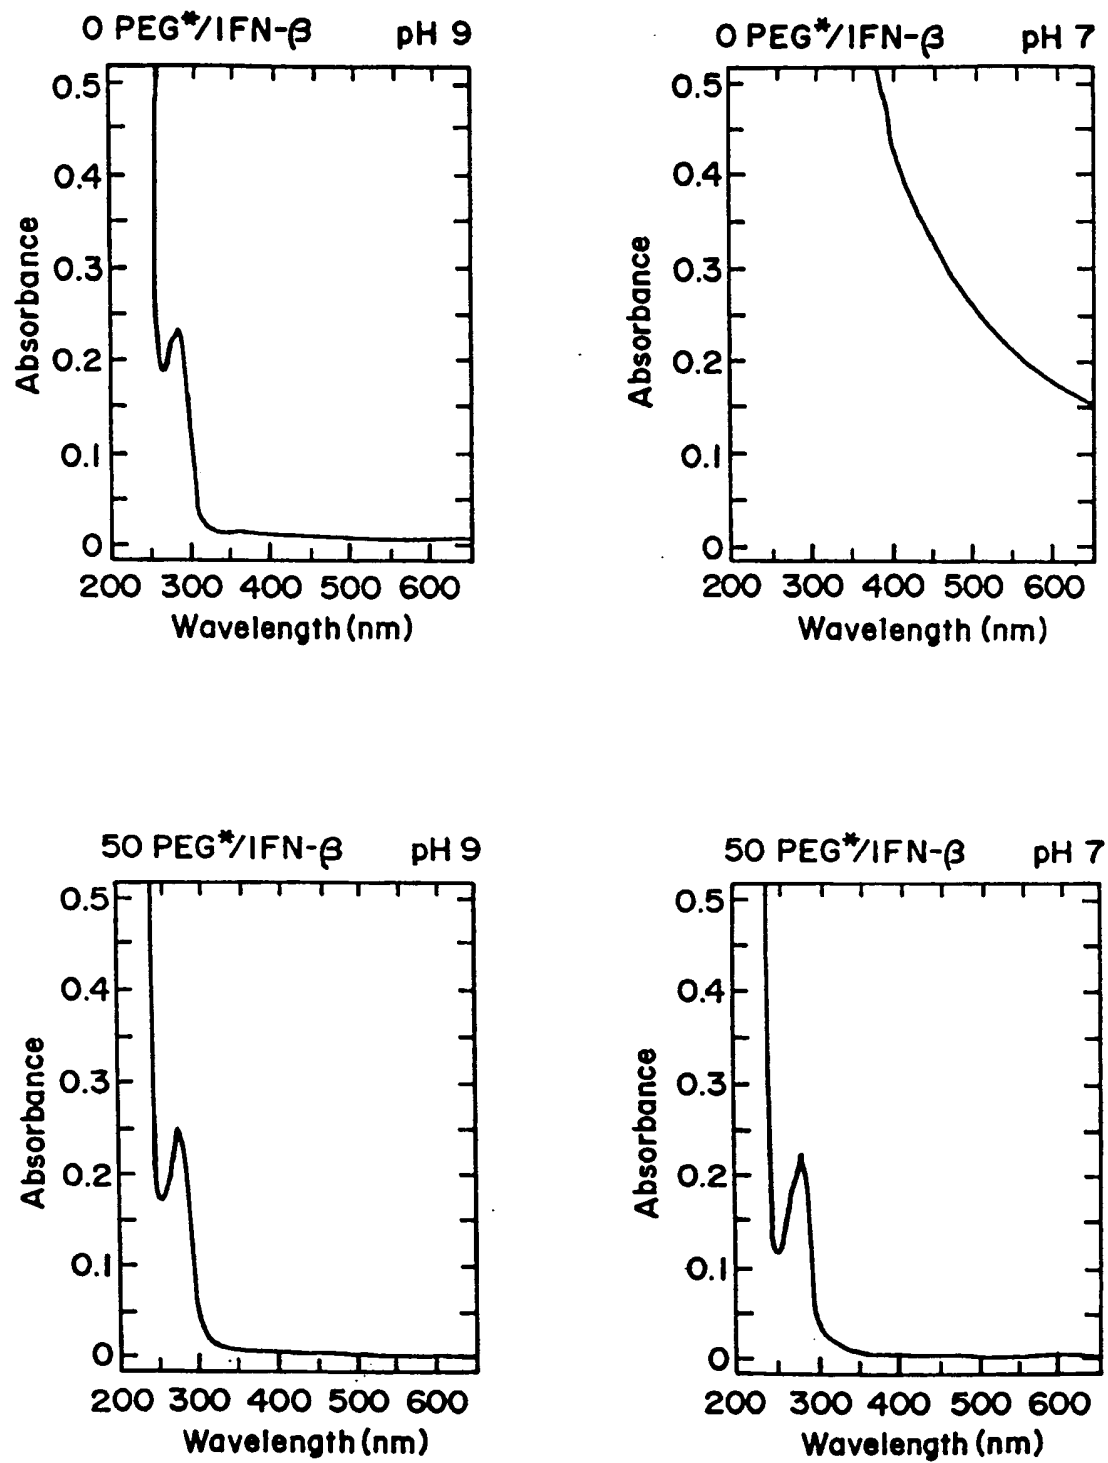 0 PEG*/IFN-β pH 9
0.5
0.4
0.3
0.2
0.1
0
Absorbance
200 300 400 500 600
Wavelength (nm)
0 PEG*/IFN-β pH 7
0.5
0.4
0.3
0.2
0.1
0
Absorbance
200 300 400 500 600
Wavelength (nm)
50 PEG*/IFN-β pH 9
0.5
0.4
0.3
0.2
0.1
0
Absorbance
200 300 400 500 600
Wavelength (nm)
50 PEG*/IFN-β pH 7
0.5
0.4
0.3
0.2
0.1
0
Absorbance
200 300 400 500 600
Wavelength (nm)